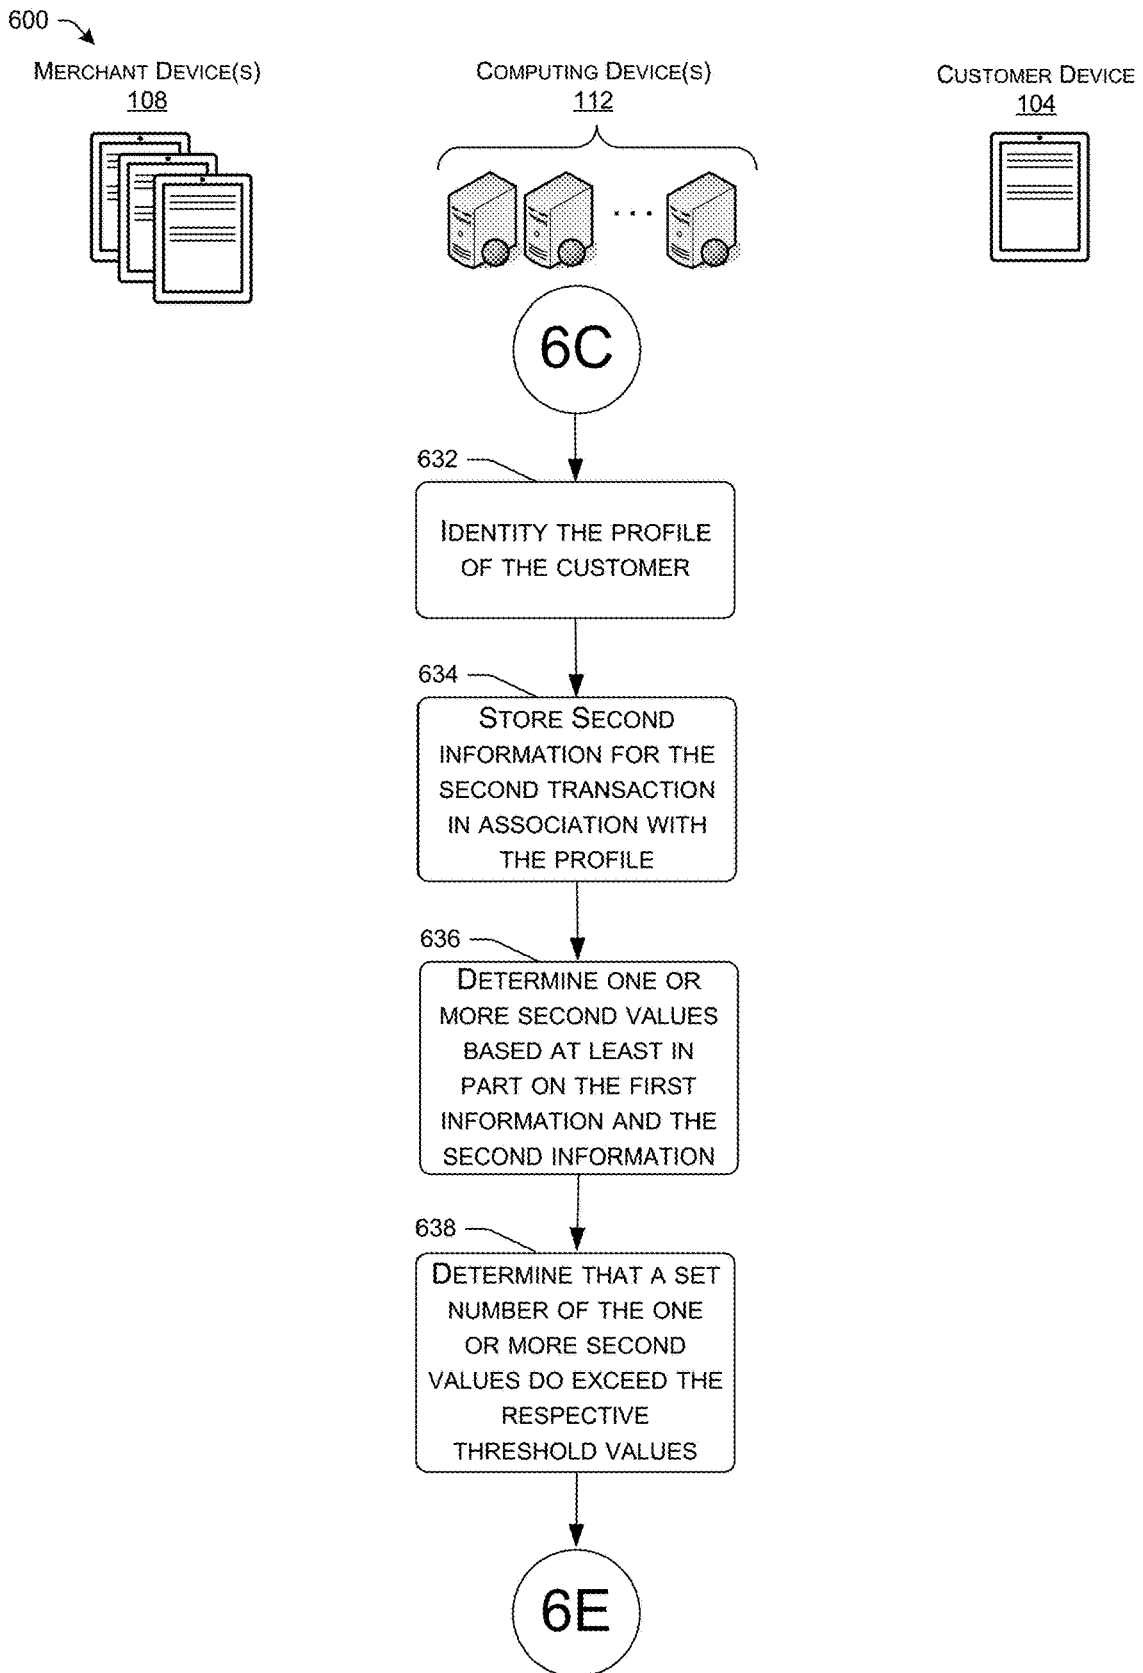 600
MERCHANT DEVICE(S)
108
COMPUTING DEVICE(S)
112
CUSTOMER DEVICE
104
6C
632
IDENTITY THE PROFILE
OF THE CUSTOMER
634
STORE SECOND
INFORMATION FOR THE
SECOND TRANSACTION
IN ASSOCIATION WITH
THE PROFILE
636
DETERMINE ONE OR
MORE SECOND VALUES
BASED AT LEAST IN
PART ON THE FIRST
INFORMATION AND THE
SECOND INFORMATION
638
DETERMINE THAT A SET
NUMBER OF THE ONE
OR MORE SECOND
VALUES DO EXCEED THE
RESPECTIVE
THRESHOLD VALUES
6E